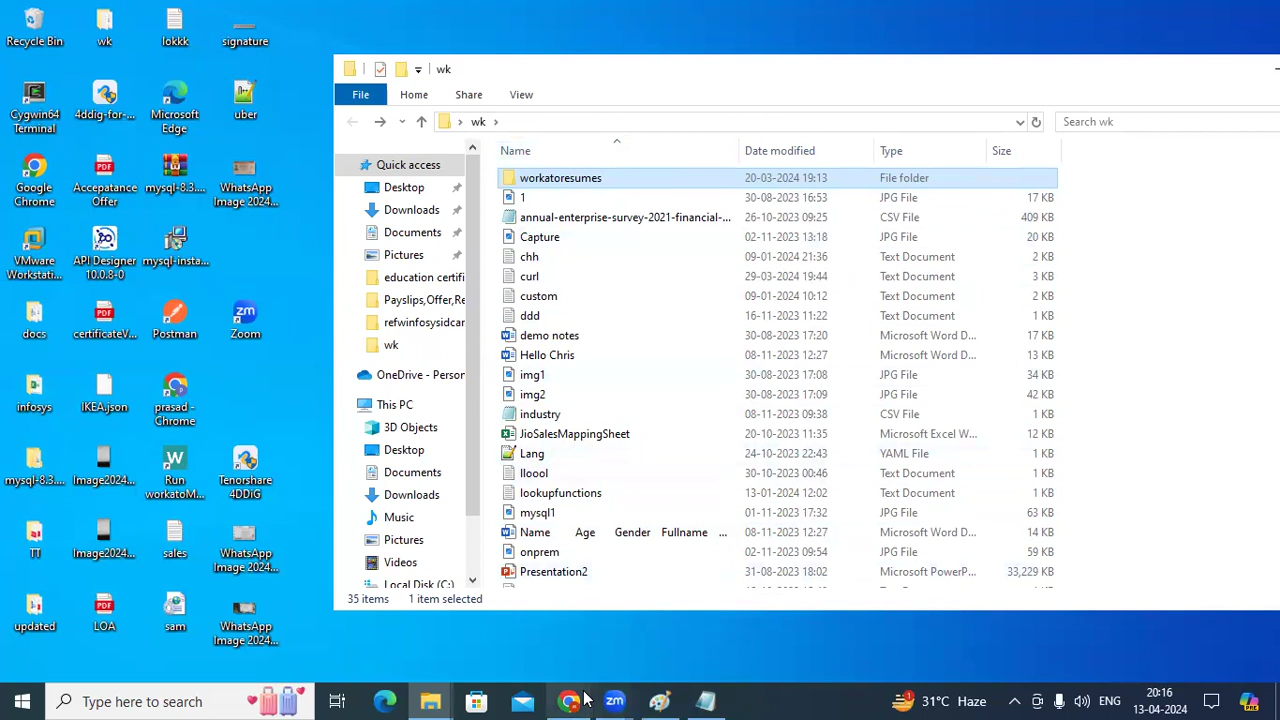 Recycle Bin
wk
lokkk
signature
Cygwin64 Terminal
4ddig-for-...
Microsoft Edge
uber
Google Chrome
Accepatance Offer
mysql-8.3....
WhatsApp Image 2024...
VMware Workstati...
API Designer 10.0.8-0
mysql-insta...
docs
certificateV...
Postman
Zoom
infosys
IKEA.json
prasad - Chrome
mysql-8.3....
Image2024...
Run workatoM...
Tenorshare 4DDiG
TT
Image2024...
sales
WhatsApp Image 2024...
updated
LOA
sam
WhatsApp Image 2024...
wk
File Home Share View
wk
Search wk
Name Date modified Type Size
Quick access
Desktop
Downloads
Documents
Pictures
education certifi
Payslips,Offer,Re
refwinfosysidcar
wk
OneDrive - Person
This PC
3D Objects
Desktop
Documents
Downloads
Music
Pictures
Videos
Local Disk (C:)
workatoresumes 20-03-2024 19:13 File folder
1 30-08-2023 16:53 JPG File 17 KB
annual-enterprise-survey-2021-financial-... 26-10-2023 09:25 CSV File 409 KB
Capture 02-11-2023 13:18 JPG File 20 KB
chh 09-01-2024 21:36 Text Document 2 KB
curl 29-03-2024 19:44 Text Document 3 KB
custom 09-01-2024 10:12 Text Document 2 KB
ddd 16-11-2023 11:22 Text Document 1 KB
demo notes 30-08-2023 17:20 Microsoft Word D... 17 KB
Hello Chris 08-11-2023 12:27 Microsoft Word D... 13 KB
img1 30-08-2023 17:08 JPG File 34 KB
img2 30-08-2023 17:09 JPG File 42 KB
industry 08-11-2023 09:38 CSV File 1 KB
JioSalesMappingSheet 20-10-2023 11:35 Microsoft Excel W... 12 KB
Lang 24-10-2023 22:43 YAML File 1 KB
lloool 30-10-2023 00:46 Text Document 1 KB
lookupfunctions 13-01-2024 12:02 Text Document 1 KB
mysql1 01-11-2023 17:32 JPG File 63 KB
Name Age Gender Fullname ... 08-11-2023 12:27 Microsoft Word D... 14 KB
onprem 02-11-2023 09:54 JPG File 59 KB
Presentation2 31-08-2023 18:02 Microsoft PowerP... 33,229 KB
35 items 1 item selected
Type here to search
31°C Haze
ENG
20:16
13-04-2024